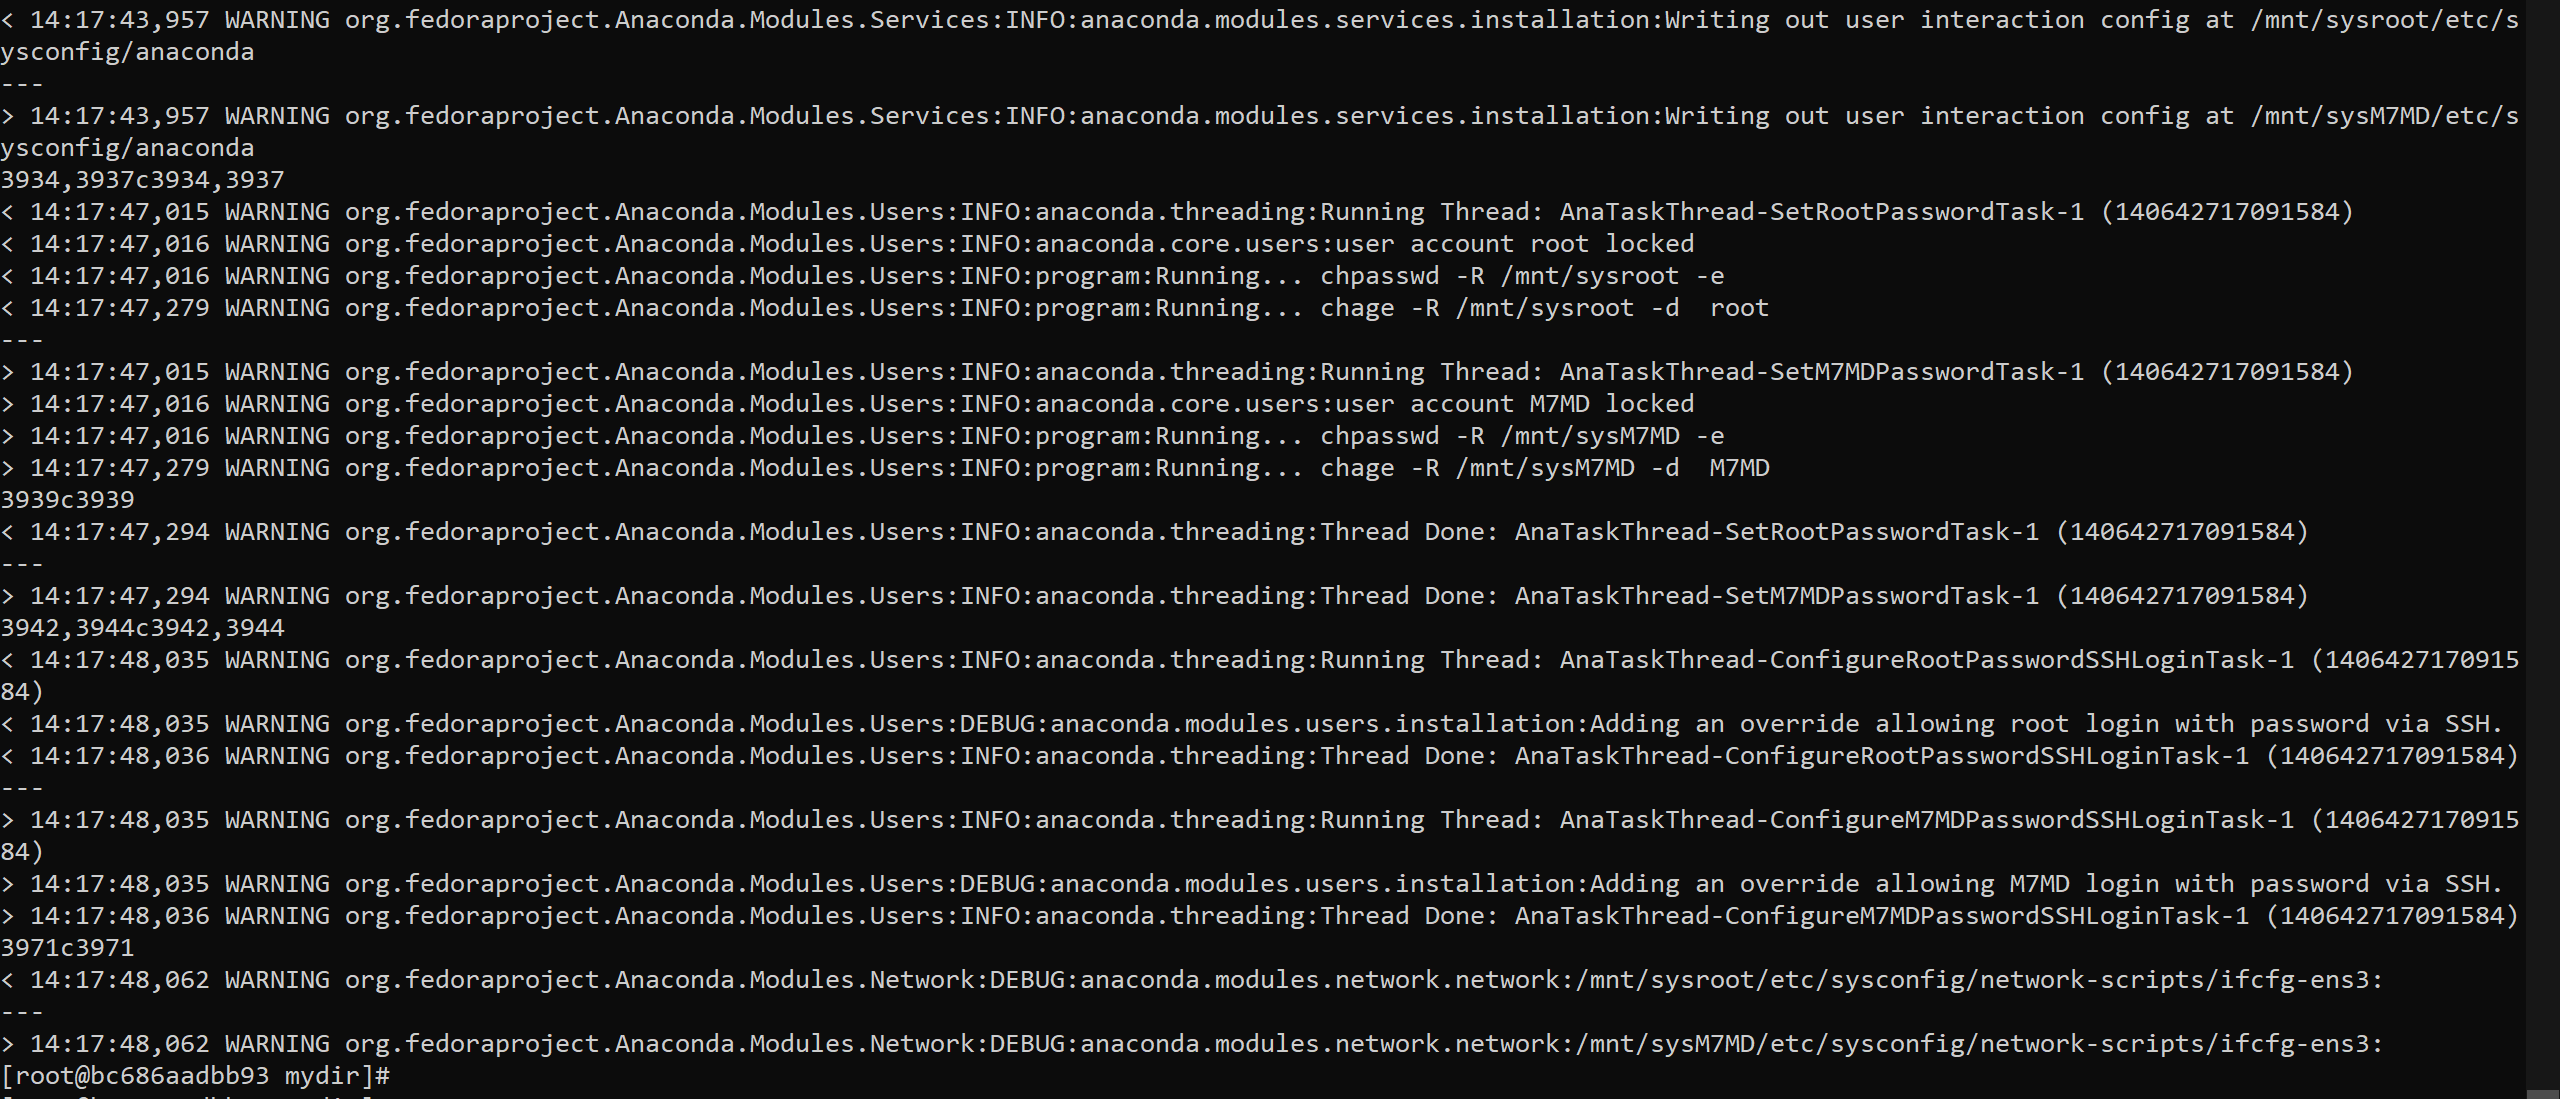 < 14:17:43,957 WARNING org.fedoraproject.Anaconda.Modules.Services:INFO:anaconda.modules.services.installation:Writing out user interaction config at /mnt/sysroot/etc/s
ysconfig/anaconda
---
> 14:17:43,957 WARNING org.fedoraproject.Anaconda.Modules.Services:INFO:anaconda.modules.services.installation:Writing out user interaction config at /mnt/sysM7MD/etc/s
ysconfig/anaconda
3934,3937c3934,3937
< 14:17:47,015 WARNING org.fedoraproject.Anaconda.Modules.Users:INFO:anaconda.threading:Running Thread: AnaTaskThread-SetRootPasswordTask-1 (140642717091584)
< 14:17:47,016 WARNING org.fedoraproject.Anaconda.Modules.Users:INFO:anaconda.core.users:user account root locked
< 14:17:47,016 WARNING org.fedoraproject.Anaconda.Modules.Users:INFO:program:Running... chpasswd -R /mnt/sysroot -e
< 14:17:47,279 WARNING org.fedoraproject.Anaconda.Modules.Users:INFO:program:Running... chage -R /mnt/sysroot -d  root
---
> 14:17:47,015 WARNING org.fedoraproject.Anaconda.Modules.Users:INFO:anaconda.threading:Running Thread: AnaTaskThread-SetM7MDPasswordTask-1 (140642717091584)
> 14:17:47,016 WARNING org.fedoraproject.Anaconda.Modules.Users:INFO:anaconda.core.users:user account M7MD locked
> 14:17:47,016 WARNING org.fedoraproject.Anaconda.Modules.Users:INFO:program:Running... chpasswd -R /mnt/sysM7MD -e
> 14:17:47,279 WARNING org.fedoraproject.Anaconda.Modules.Users:INFO:program:Running... chage -R /mnt/sysM7MD -d  M7MD
3939c3939
< 14:17:47,294 WARNING org.fedoraproject.Anaconda.Modules.Users:INFO:anaconda.threading:Thread Done: AnaTaskThread-SetRootPasswordTask-1 (140642717091584)
---
> 14:17:47,294 WARNING org.fedoraproject.Anaconda.Modules.Users:INFO:anaconda.threading:Thread Done: AnaTaskThread-SetM7MDPasswordTask-1 (140642717091584)
3942,3944c3942,3944
< 14:17:48,035 WARNING org.fedoraproject.Anaconda.Modules.Users:INFO:anaconda.threading:Running Thread: AnaTaskThread-ConfigureRootPasswordSSHLoginTask-1 (1406427170915
84)
< 14:17:48,035 WARNING org.fedoraproject.Anaconda.Modules.Users:DEBUG:anaconda.modules.users.installation:Adding an override allowing root login with password via SSH.
< 14:17:48,036 WARNING org.fedoraproject.Anaconda.Modules.Users:INFO:anaconda.threading:Thread Done: AnaTaskThread-ConfigureRootPasswordSSHLoginTask-1 (140642717091584)
---
> 14:17:48,035 WARNING org.fedoraproject.Anaconda.Modules.Users:INFO:anaconda.threading:Running Thread: AnaTaskThread-ConfigureM7MDPasswordSSHLoginTask-1 (1406427170915
84)
> 14:17:48,035 WARNING org.fedoraproject.Anaconda.Modules.Users:DEBUG:anaconda.modules.users.installation:Adding an override allowing M7MD login with password via SSH.
> 14:17:48,036 WARNING org.fedoraproject.Anaconda.Modules.Users:INFO:anaconda.threading:Thread Done: AnaTaskThread-ConfigureM7MDPasswordSSHLoginTask-1 (140642717091584)
3971c3971
< 14:17:48,062 WARNING org.fedoraproject.Anaconda.Modules.Network:DEBUG:anaconda.modules.network.network:/mnt/sysroot/etc/sysconfig/network-scripts/ifcfg-ens3:
---
> 14:17:48,062 WARNING org.fedoraproject.Anaconda.Modules.Network:DEBUG:anaconda.modules.network.network:/mnt/sysM7MD/etc/sysconfig/network-scripts/ifcfg-ens3:
[root@bc686aadbb93 mydir]#